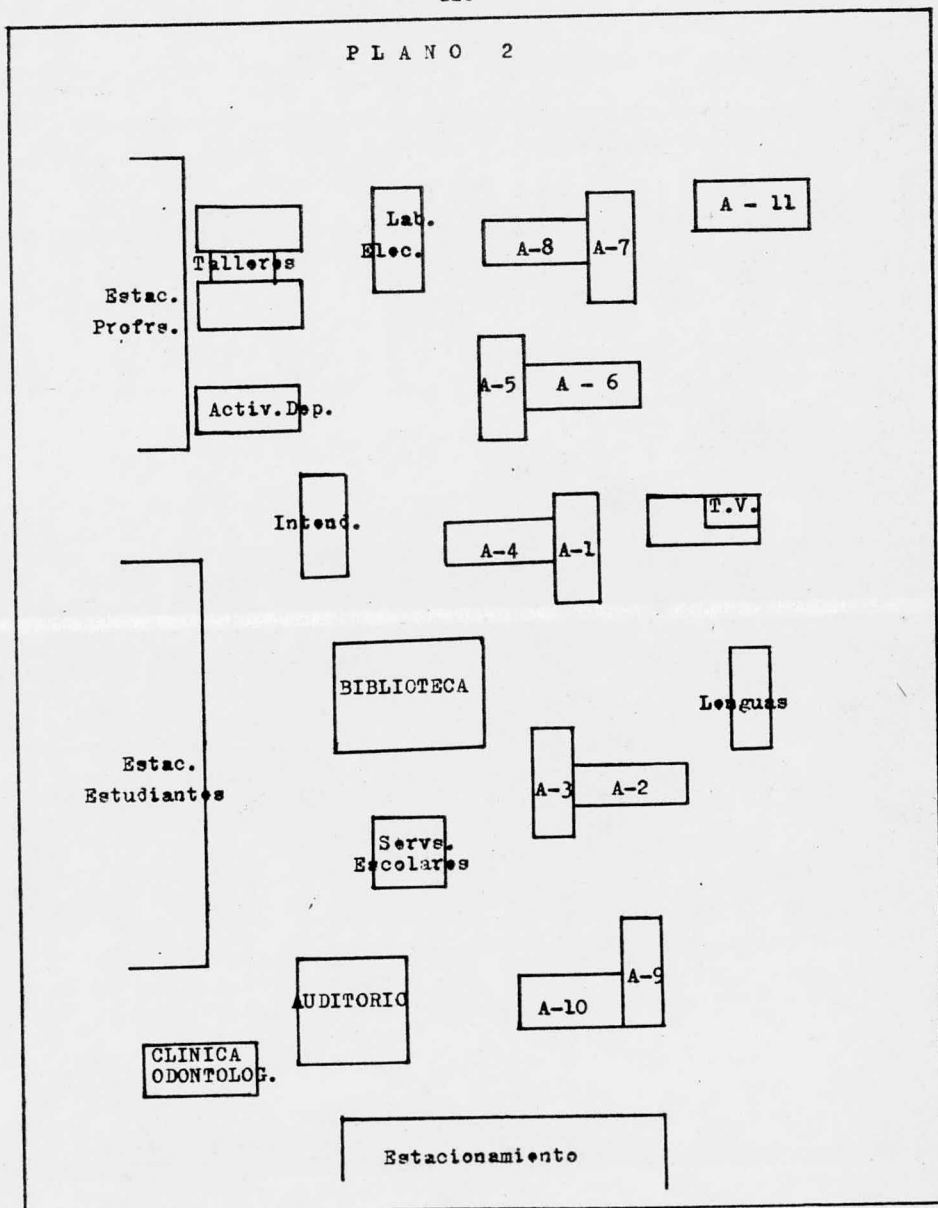 PLANO 2
A - 11
Lab.
Elec.
A-8
A-7
Talleres
Estac.
Profrs.
A-5
A - 6
Activ.Dep.
T.V.
Intend.
A-4
A-1
BIBLIOTECA
Lenguas
Estac.
Estudiantes
A-3
A-2
Servs.
Escolares
A-9
AUDITORIO
A-10
CLINICA
ODONTOLOG.
Estacionamiento